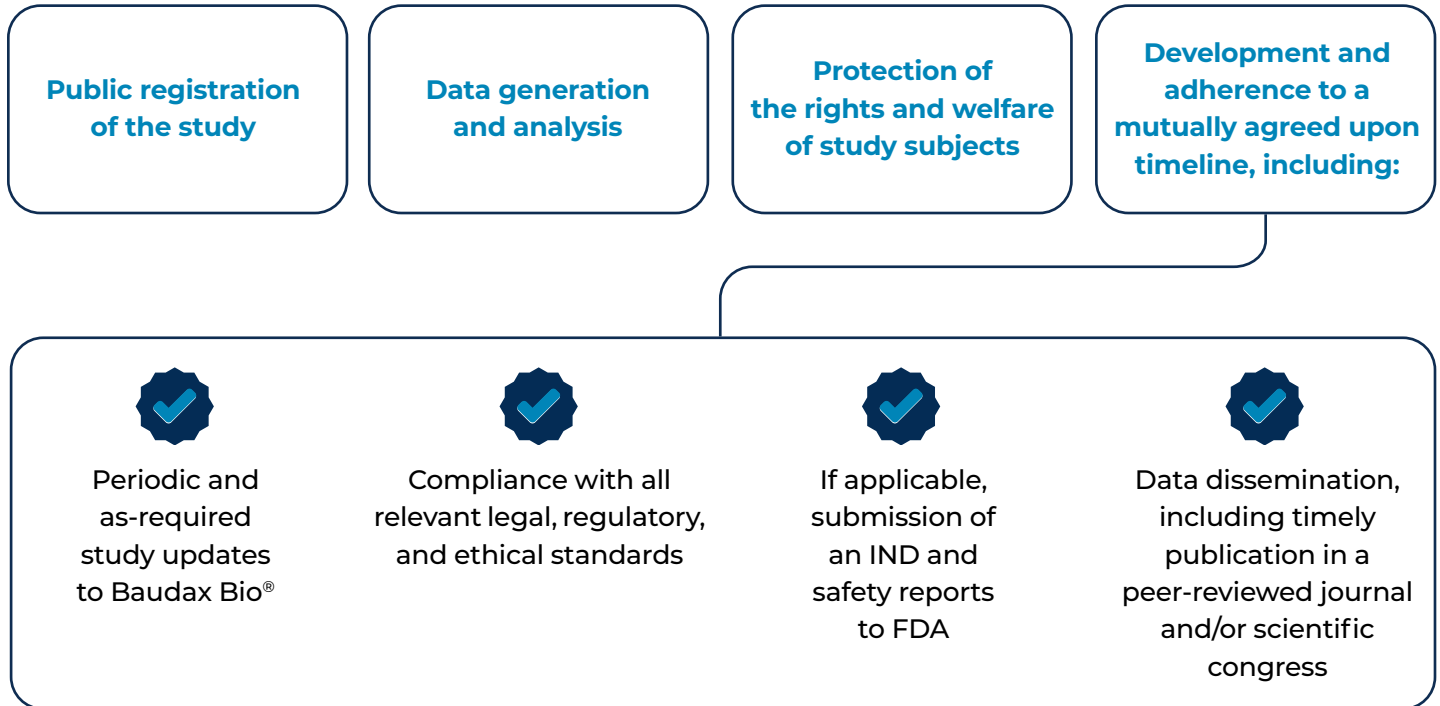 Public registration
of the study
Data generation
and analysis
Protection of
the rights and welfare
of study subjects
Development and
adherence to a
mutually agreed upon
timeline, including:
Periodic and
as-required
study updates
to Baudax Bio®
Compliance with all
relevant legal, regulatory,
and ethical standards
If applicable,
submission of
an IND and
safety reports
to FDA
Data dissemination,
including timely
publication in a
peer-reviewed journal
and/or scientific
congress